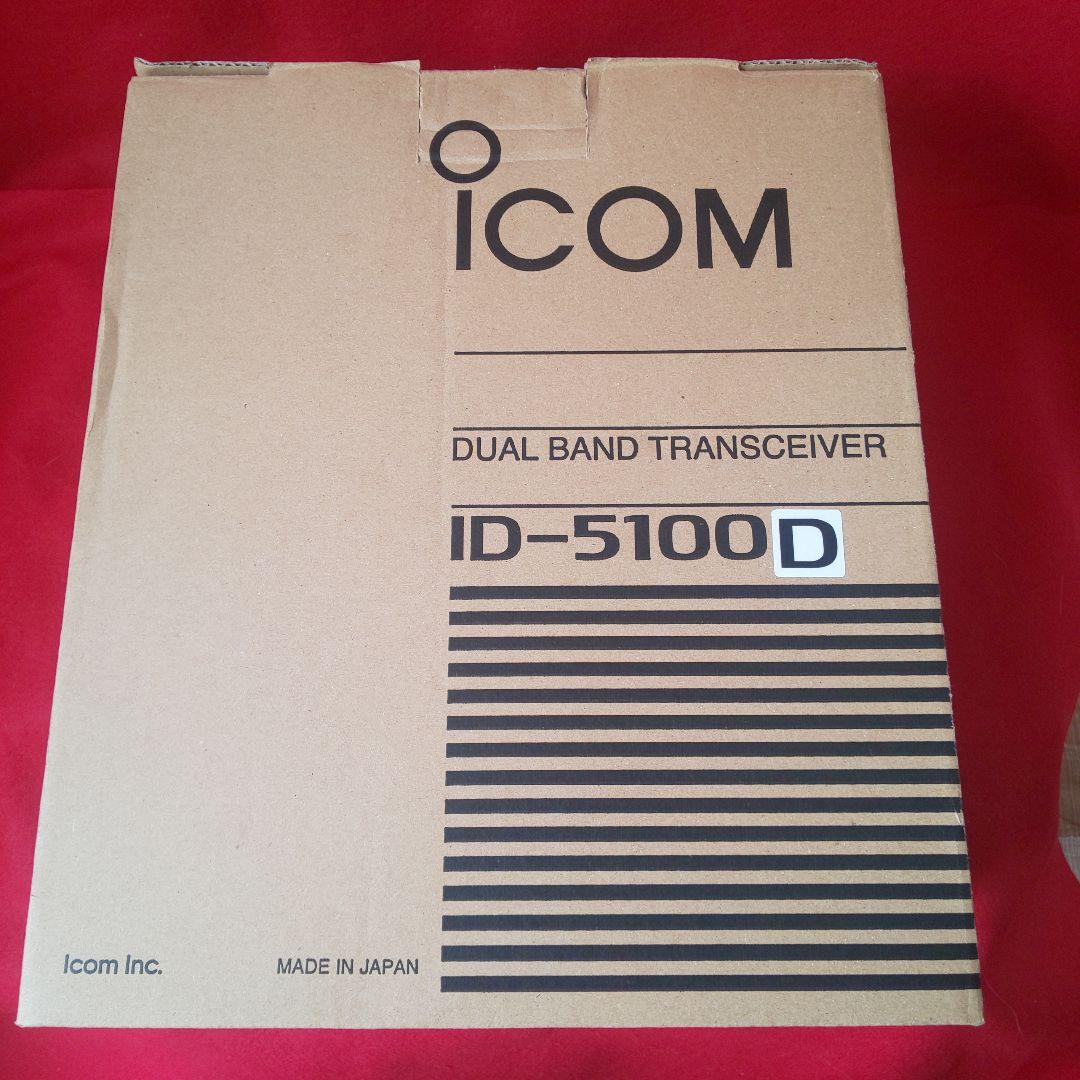 ICOM
DUAL BAND TRANSCEIVER
ID-5100D
Icom Inc. MADE IN JAPAN